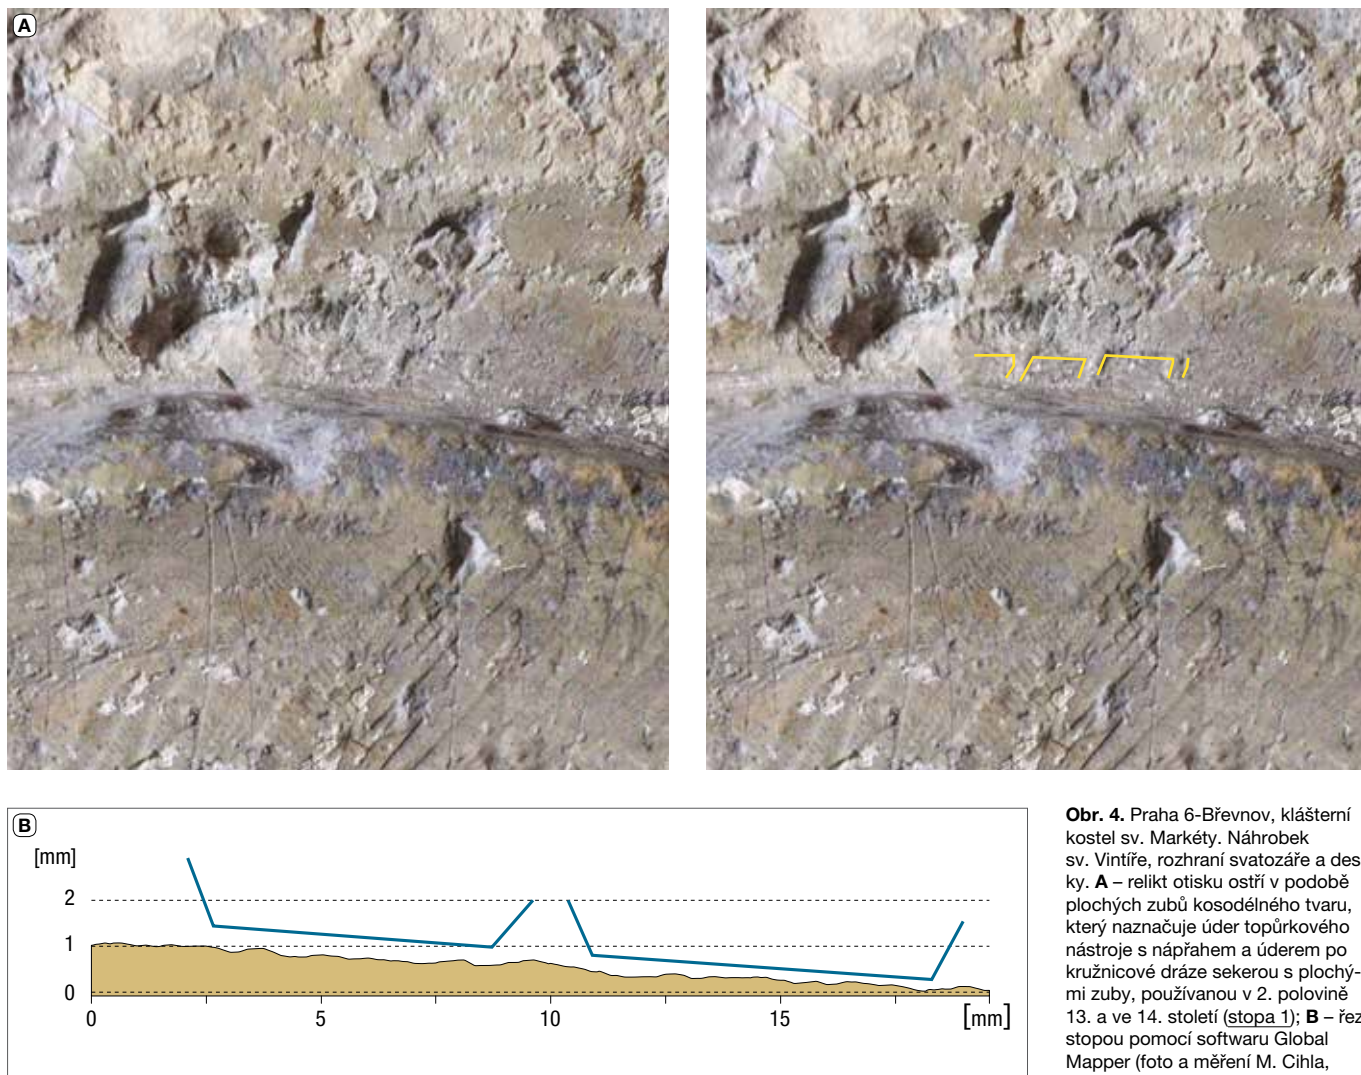 A
B
[mm]
2
1
0
0
5
10
15
[mm]
Obr. 4. Praha 6-Břevnov, klášterní
kostel sv. Markéty. Náhrobek
sv. Vintíře, rozhraní svatozáře a des-
ky. A – relikt otisku ostří v podobě
plochých zubů kosodélného tvaru,
který naznačuje úder topůrkového
nástroje s nápřahem a úderem po
kružnicové dráze sekerou s plochý-
mi zuby, používanou v 2. polovině
13. a ve 14. století (stopa 1); B – řez
stopou pomocí softwaru Global
Mapper (foto a měření M. Cihla,